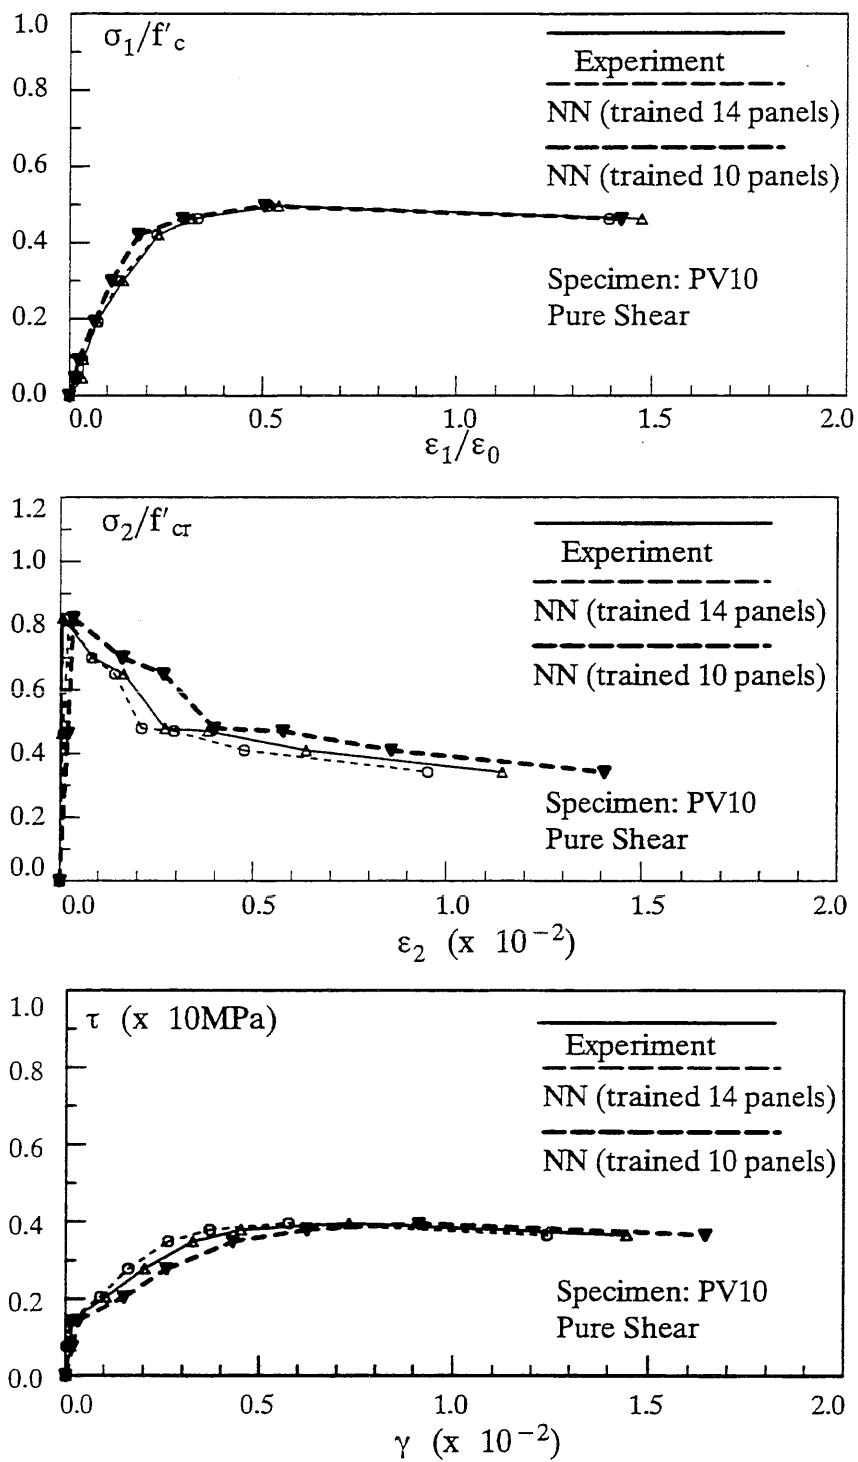 σ1/f'c
Experiment
NN (trained 14 panels)
NN (trained 10 panels)
Specimen: PV10
Pure Shear
1.0
0.8
0.6
0.4
0.2
0.0
0.0 0.5 1.0 1.5 2.0
ε1/ε0
σ2/f'cr
Experiment
NN (trained 14 panels)
NN (trained 10 panels)
Specimen: PV10
Pure Shear
1.2
1.0
0.8
0.6
0.4
0.2
0.0
0.0 0.5 1.0 1.5 2.0
ε2 (x 10−2)
τ (x 10MPa)
Experiment
NN (trained 14 panels)
NN (trained 10 panels)
Specimen: PV10
Pure Shear
1.0
0.8
0.6
0.4
0.2
0.0
0.0 0.5 1.0 1.5 2.0
γ (x 10−2)